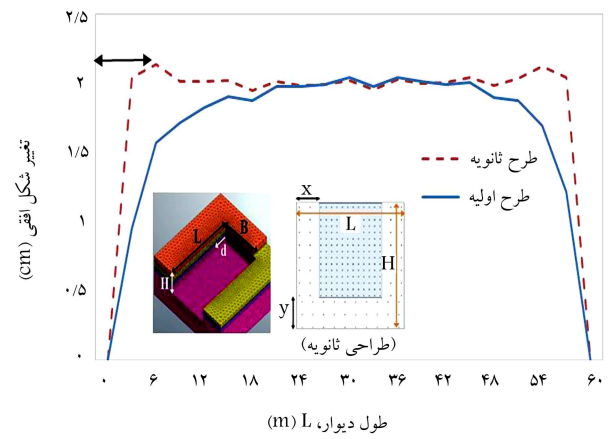 ۲/۵
۲
۱/۵
۱
۰/۵
۰
تغییر شکل افقی (cm)
طرح ثانویه
طرح اولیه
L
B
d
H
x
L
H
y
(طراحی ثانویه)
۰ ۶ ۱۲ ۱۸ ۲۴ ۳۰ ۳۶ ۴۲ ۴۸ ۵۴ ۶۰
طول دیوار، L (m)